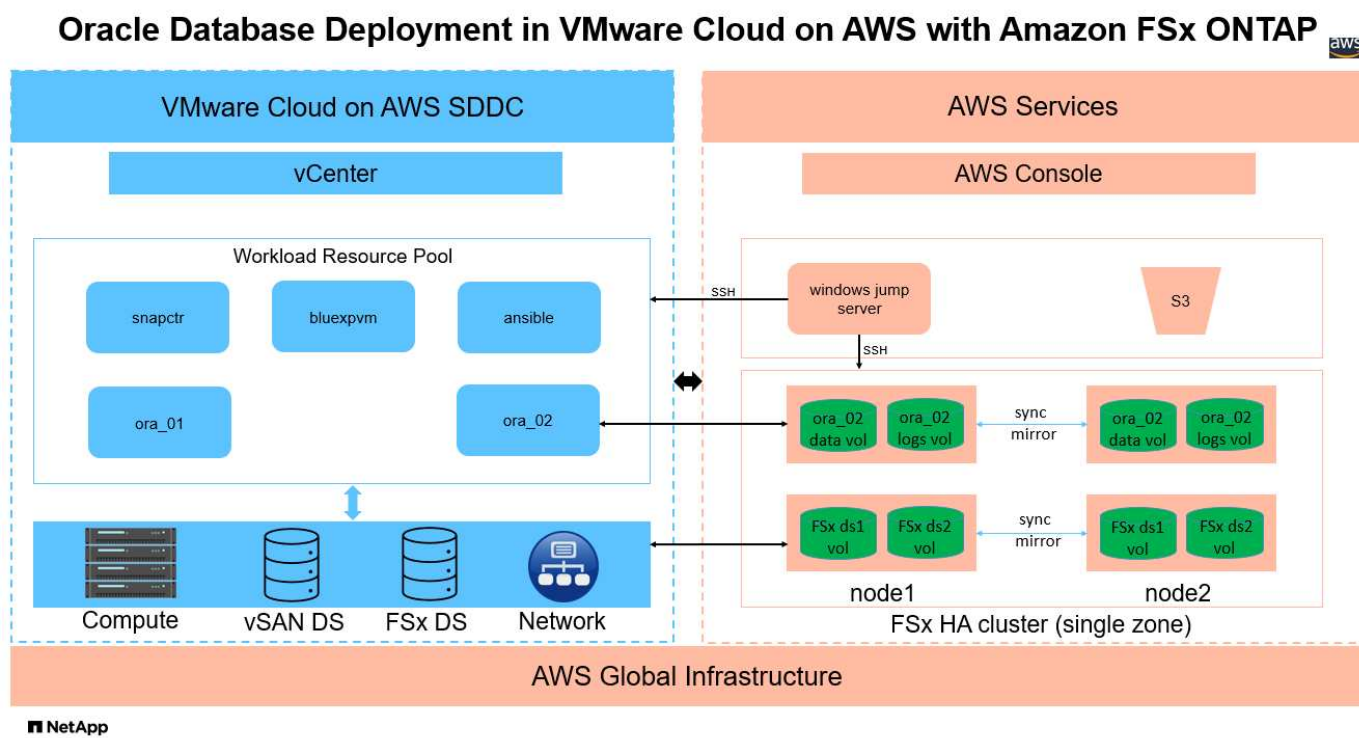 Oracle Database Deployment in VMware Cloud on AWS with Amazon FSx ONTAP
aws
VMware Cloud on AWS SDDC
AWS Services
vCenter
AWS Console
Workload Resource Pool
snapctr
bluexpvm
ansible
SSH
windows jump
server
S3
SSH
ora_01
ora_02
ora_02
data vol
ora_02
logs vol
sync
mirror
ora_02
data vol
ora_02
logs vol
FSx ds1
vol
FSx ds2
vol
sync
mirror
FSx ds1
vol
FSx ds2
vol
Compute
vSAN DS
FSx DS
Network
node1
node2
FSx HA cluster (single zone)
AWS Global Infrastructure
NetApp